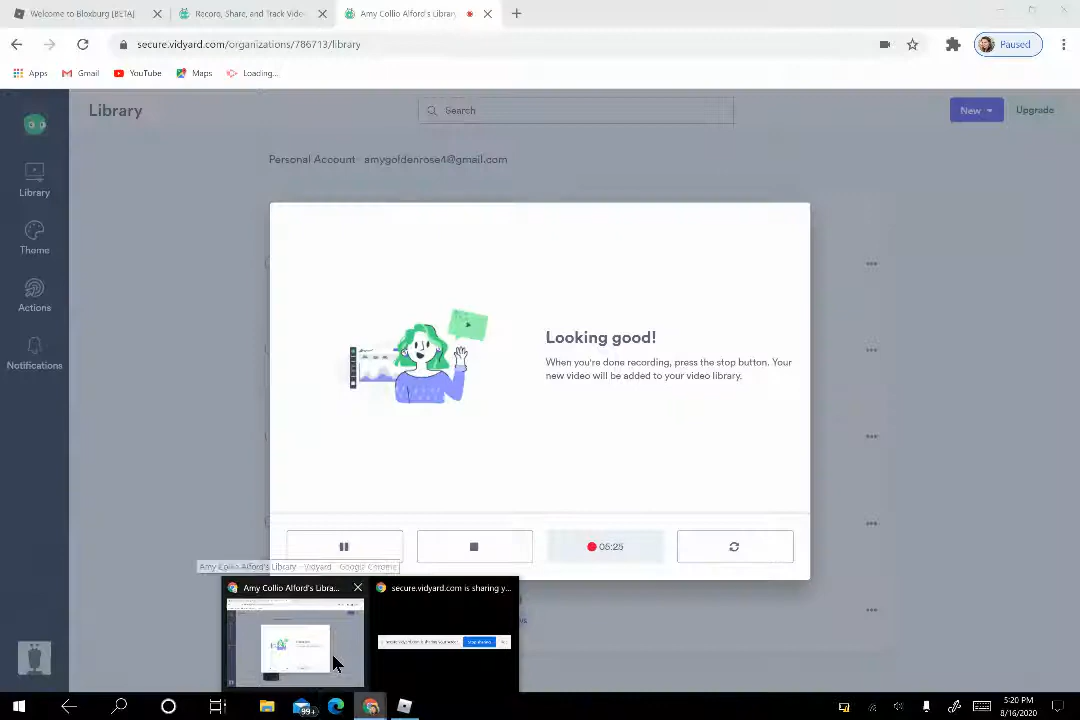 Welcome to Bloxburg [BETA]
Record, Share, and Track Vide
Amy Collio Alford's Library
secure.vidyard.com/organizations/786713/library
Paused
Apps
Gmail
YouTube
Maps
Loading...
Library
Search
New
Upgrade
Personal Account - amygoldenrose4@gmail.com
Library
Theme
Actions
Notifications
Looking good!
When you're done recording, press the stop button. Your
new video will be added to your video library.
05:25
Amy Collio Alford's Library - Vidyard - Google Chrome
Amy Collio Alford's Libra...
secure.vidyard.com is sharing y...
Stop sharing
99+
5:20 PM
8/16/2020